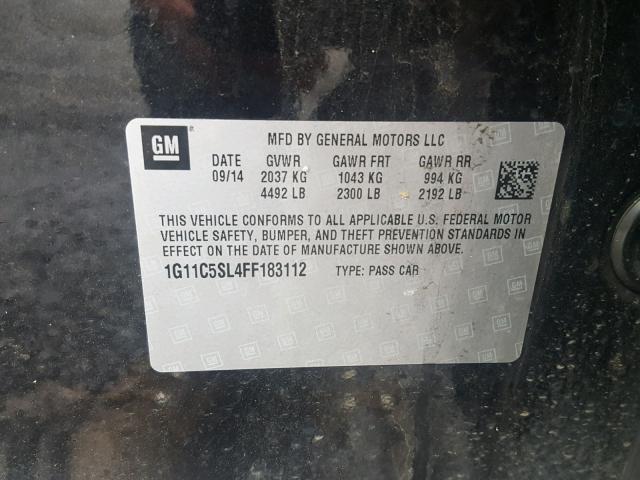 GM ® MFD BY GENERAL MOTORS LLC
DATE GVWR GAWR FRT GAWR RR
09/14 2037 KG 1043 KG 994 KG
4492 LB 2300 LB 2192 LB
THIS VEHICLE CONFORMS TO ALL APPLICABLE U.S. FEDERAL MOTOR
VEHICLE SAFETY, BUMPER, AND THEFT PREVENTION STANDARDS IN
EFFECT ON THE DATE OF MANUFACTURE SHOWN ABOVE.
1G11C5SL4FF183112 TYPE: PASS CAR